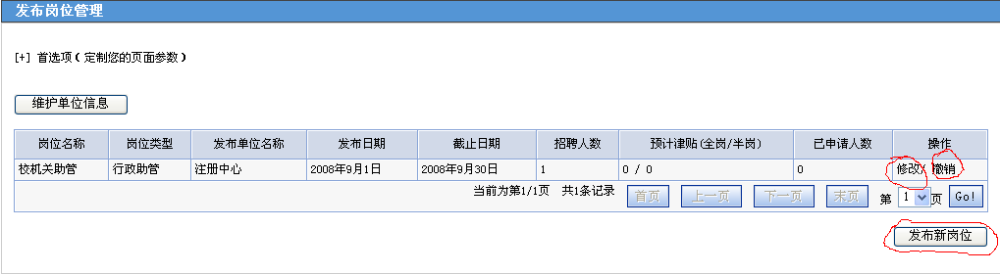 发布岗位管理
[+] 首选项(定制您的页面参数)
维护单位信息
岗位名称 岗位类型 发布单位名称 发布日期 截止日期 招聘人数 预计津贴(全岗/半岗) 已申请人数 操作
校机关助管 行政助管 注册中心 2008年9月1日 2008年9月30日 1 0 / 0 0 修改/ 撤销
当前为第1/1页 共1条记录 首页 上一页 下一页 末页 第 1 页 Go!
发布新岗位